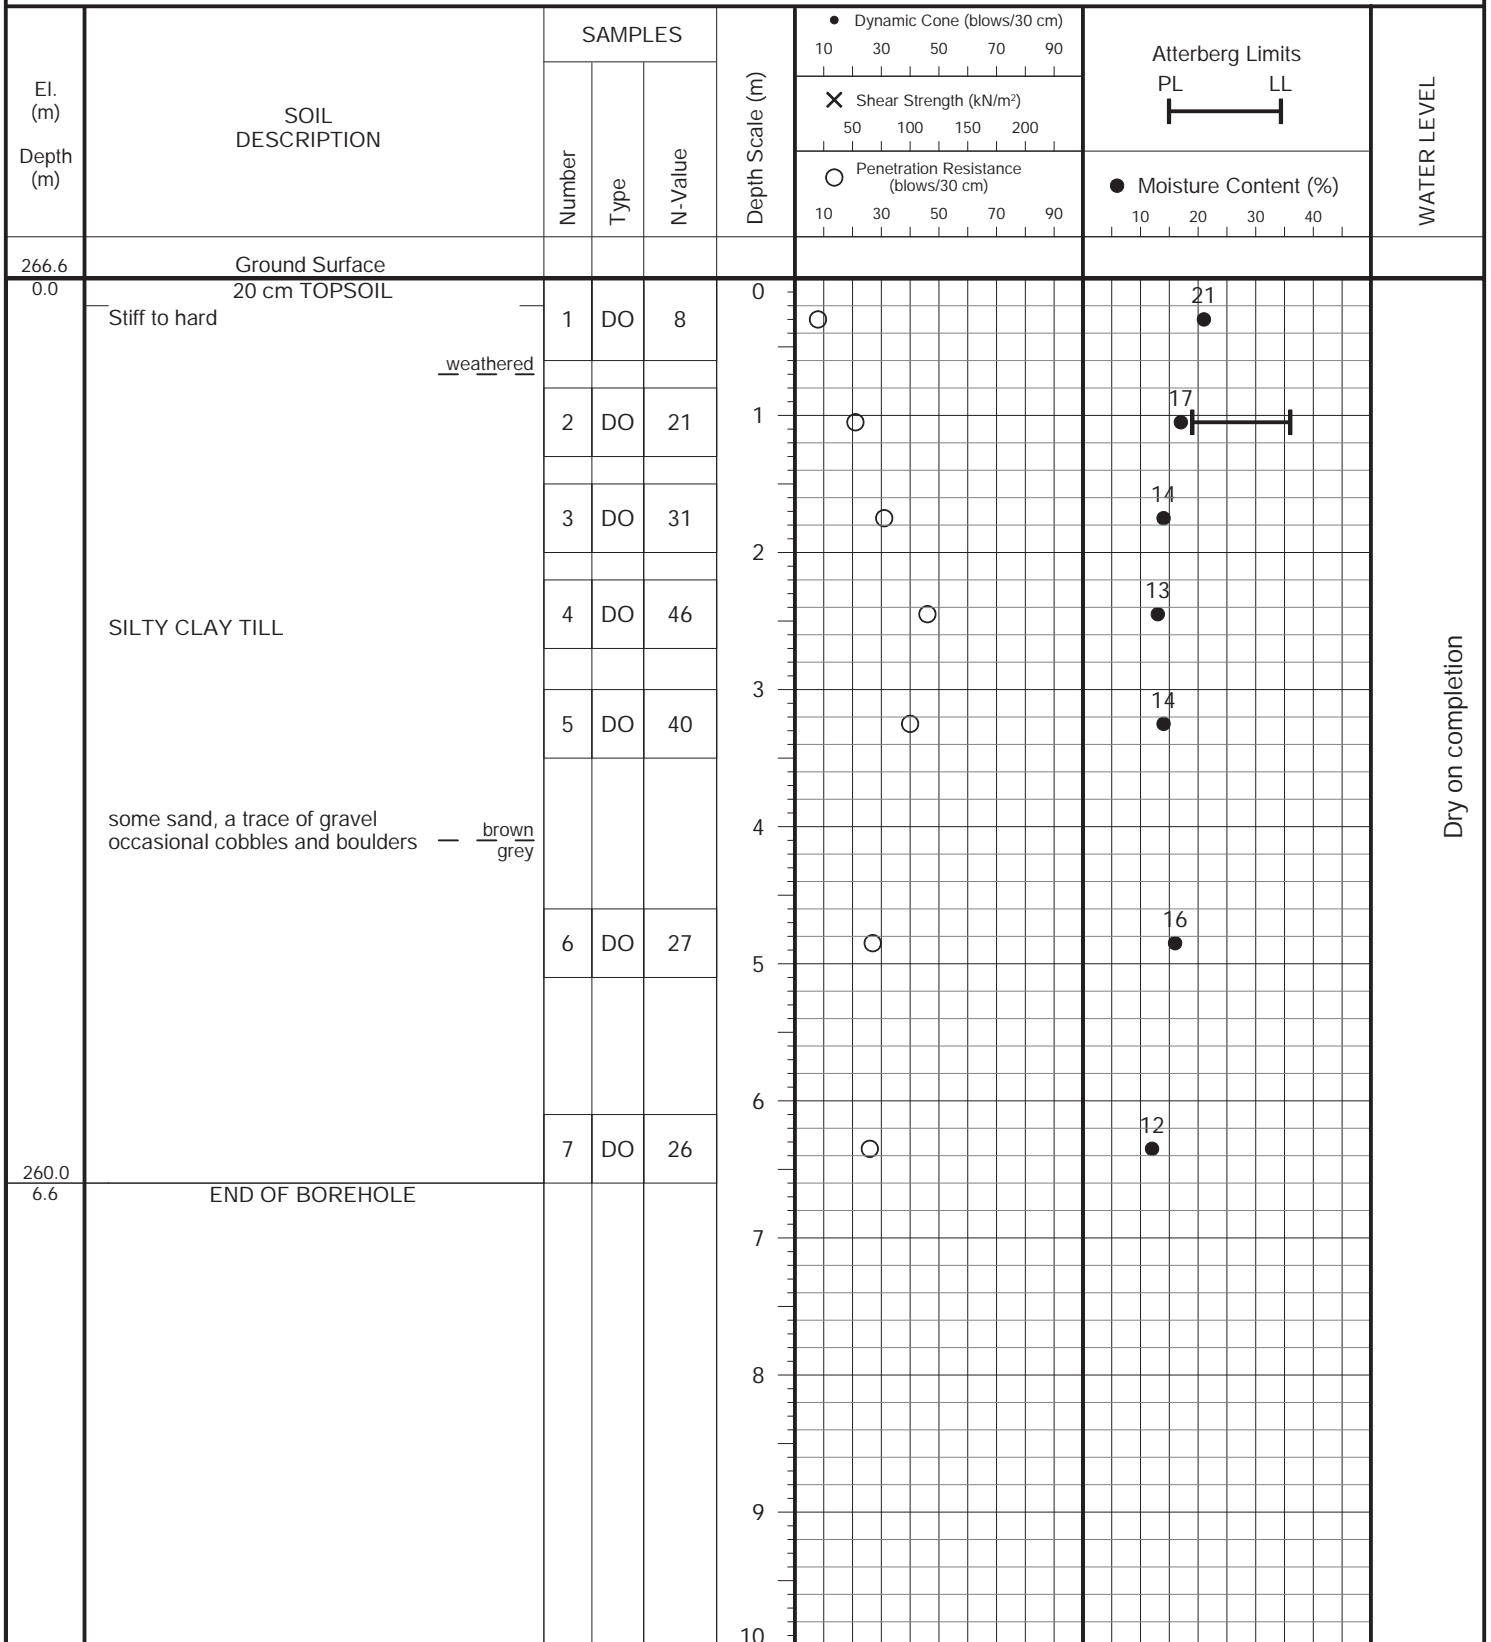 El.
(m)
Depth
(m)
SOIL
DESCRIPTION
SAMPLES
Number
Type
N-Value
Depth Scale (m)
Dynamic Cone (blows/30 cm)
10 30 50 70 90
Shear Strength (kN/m²)
50 100 150 200
Penetration Resistance
(blows/30 cm)
10 30 50 70 90
Atterberg Limits
PL LL
Moisture Content (%)
10 20 30 40
WATER LEVEL
266.6 Ground Surface
0.0 20 cm TOPSOIL 0 21
Stiff to hard 1 DO 8
weathered
17
2 DO 21 1
14
3 DO 31
2
13
4 DO 46
SILTY CLAY TILL
3
14
5 DO 40
Dry on completion
some sand, a trace of gravel
occasional cobbles and boulders
brown
grey
4
16
6 DO 27
5
6
12
7 DO 26
260.0
6.6 END OF BOREHOLE
7
8
9
10